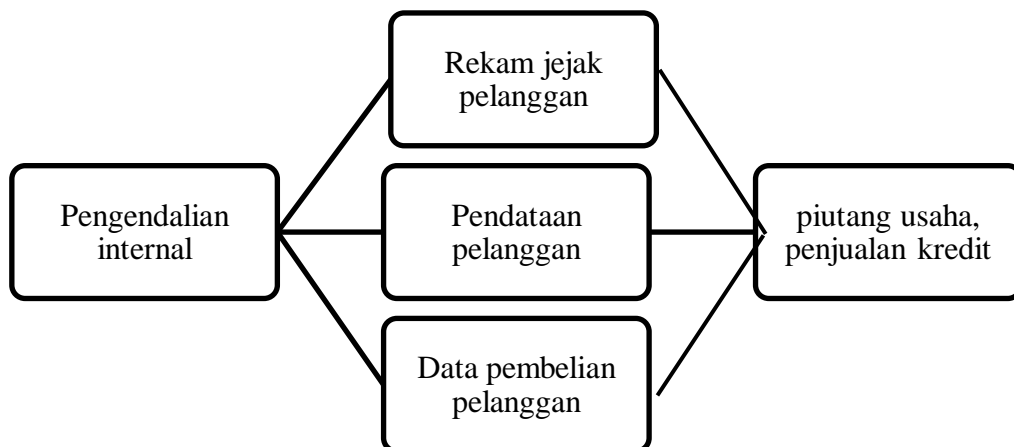 Rekam jejak
pelanggan
Pengendalian
internal
Pendataan
pelanggan
piutang usaha,
penjualan kredit
Data pembelian
pelanggan